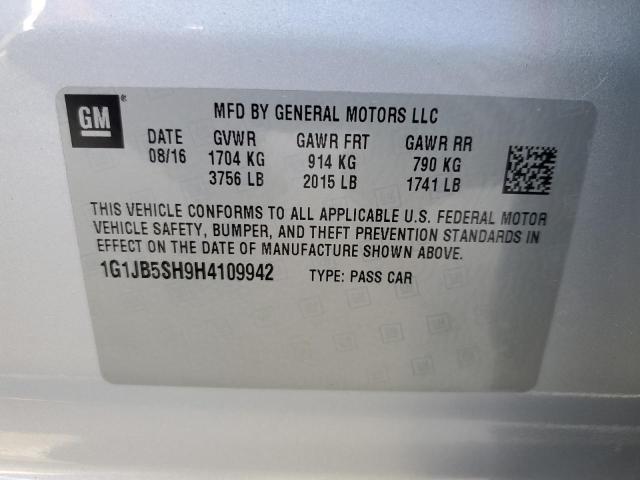 GM
MFD BY GENERAL MOTORS LLC
DATE GVWR GAWR FRT GAWR RR
08/16 1704 KG 914 KG 790 KG
3756 LB 2015 LB 1741 LB
THIS VEHICLE CONFORMS TO ALL APPLICABLE U.S. FEDERAL MOTOR
VEHICLE SAFETY, BUMPER, AND THEFT PREVENTION STANDARDS IN
EFFECT ON THE DATE OF MANUFACTURE SHOWN ABOVE.
1G1JB5SH9H4109942 TYPE: PASS CAR